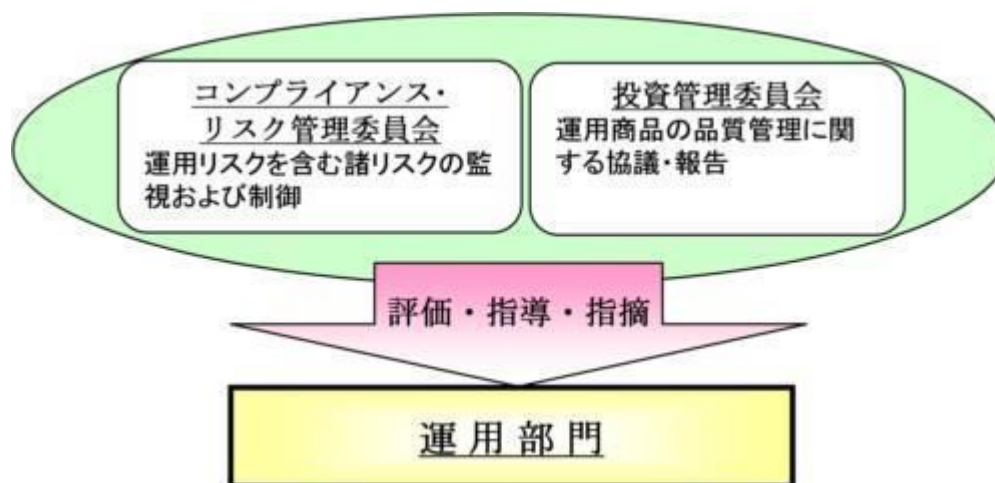 コンプライアンス・
リスク管理委員会
運用リスクを含む諸リスクの監
視および制御
投資管理委員会
運用商品の品質管理に関
する協議・報告
評価・指導・指摘
運用部門